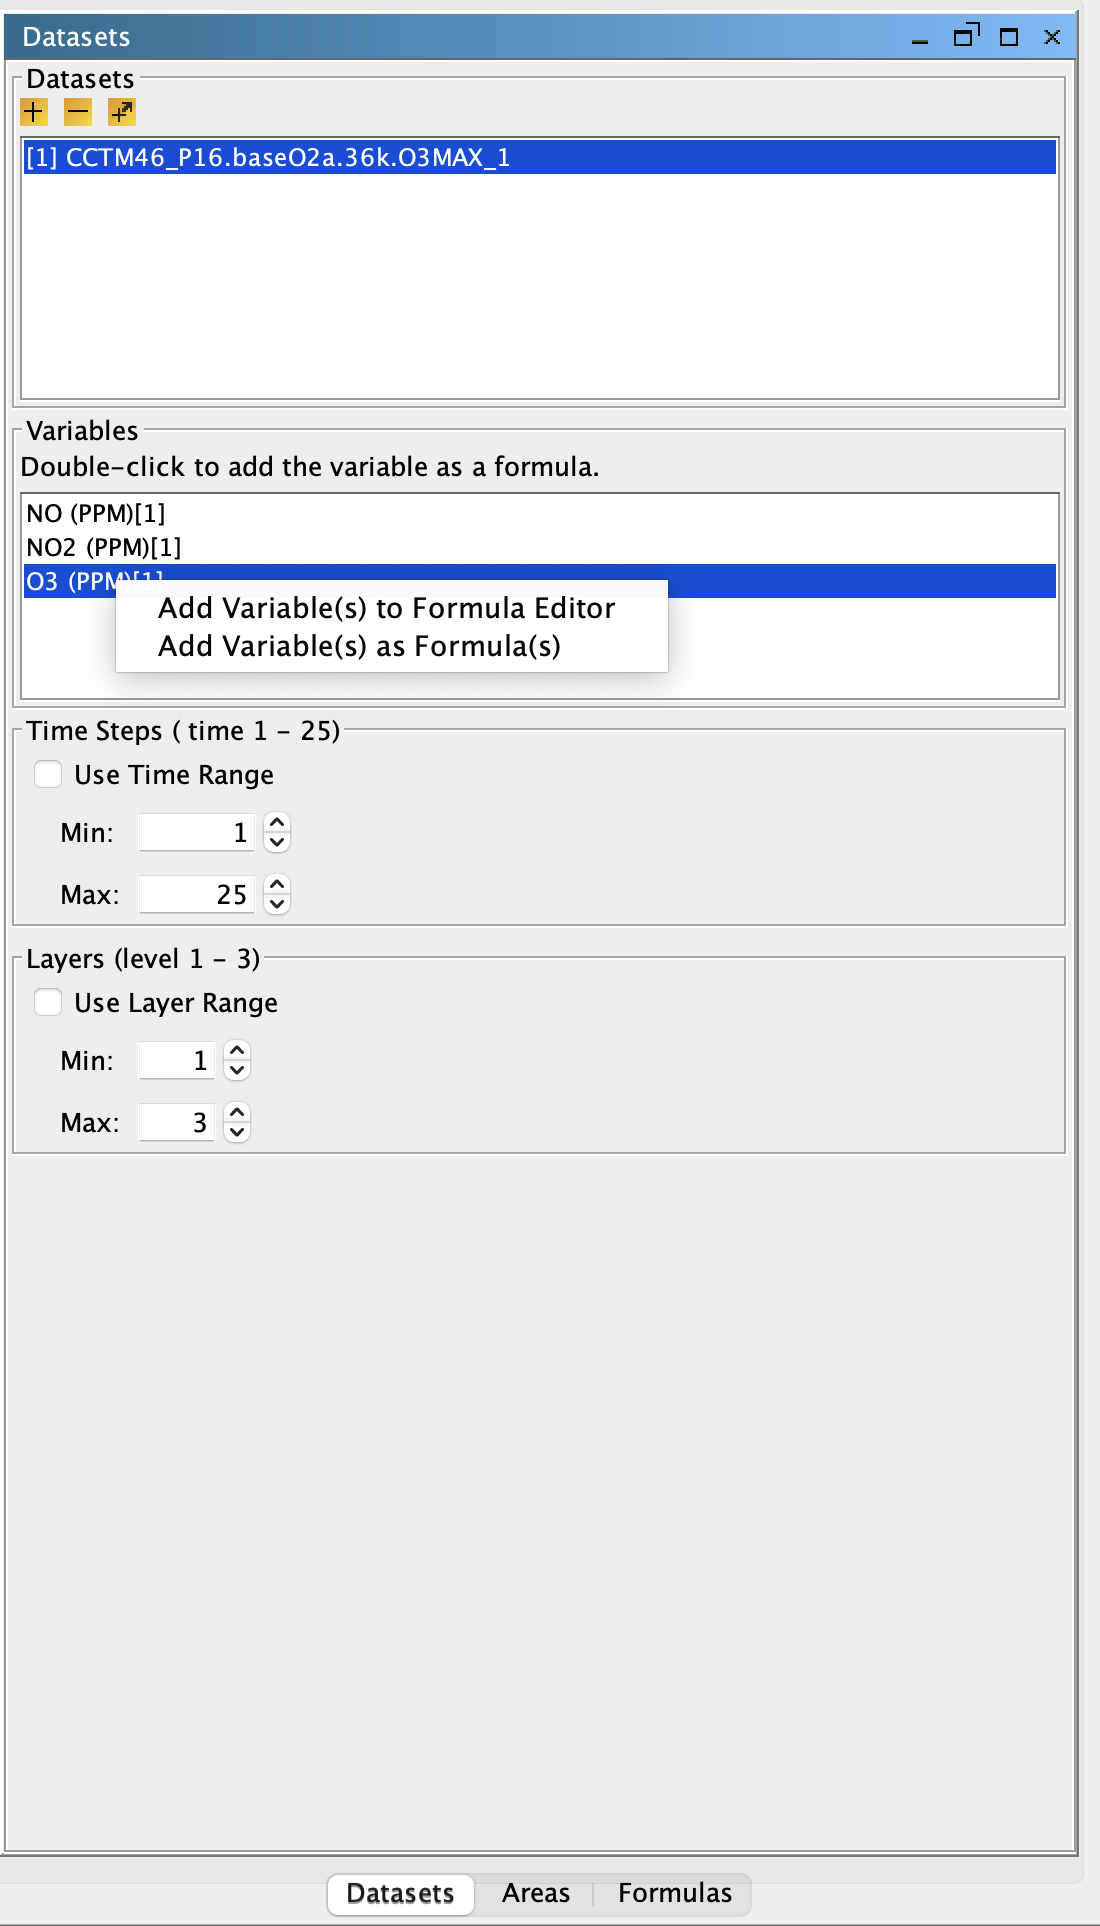 Datasets
Datasets
[1] CCTM46_P16.baseO2a.36k.O3MAX_1
Variables
Double-click to add the variable as a formula.
NO (PPM)[1]
NO2 (PPM)[1]
O3 (PPM)[1]
Add Variable(s) to Formula Editor
Add Variable(s) as Formula(s)
Time Steps ( time 1 - 25)
Use Time Range
Min: 1
Max: 25
Layers (level 1 - 3)
Use Layer Range
Min: 1
Max: 3
Datasets Areas Formulas